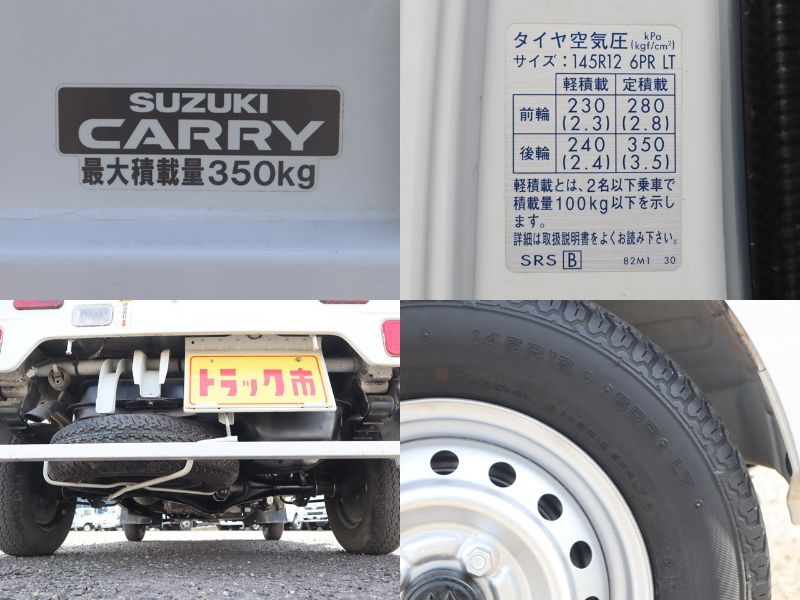 SUZUKI
CARRY
最大積載量350kg
タイヤ空気圧 kPa (kgf/cm²)
サイズ:145R12 6PR LT
軽積載 定積載
前輪 230 (2.3) 280 (2.8)
後輪 240 (2.4) 350 (3.5)
軽積載とは、2名以下乗車で
積載量100kg以下を示し
ます。
詳細は取扱説明書をよくお読み下さい。
SRS B 82M1 30
トラック市
145R12 6PR LT
RADIAL 145R12 6PRLT